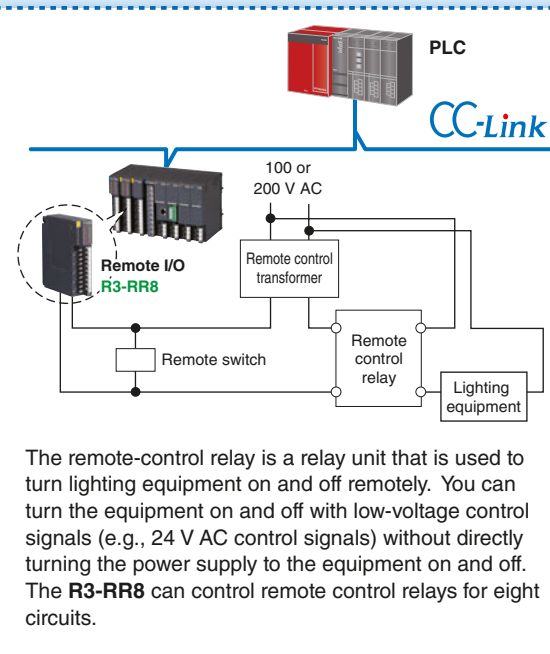 PLC
CC-Link
100 or
200 V AC
Remote I/O
R3-RR8
Remote control
transformer
Remote switch
Remote
control
relay
Lighting
equipment
The remote-control relay is a relay unit that is used to
turn lighting equipment on and off remotely. You can
turn the equipment on and off with low-voltage control
signals (e.g., 24 V AC control signals) without directly
turning the power supply to the equipment on and off.
The R3-RR8 can control remote control relays for eight
circuits.